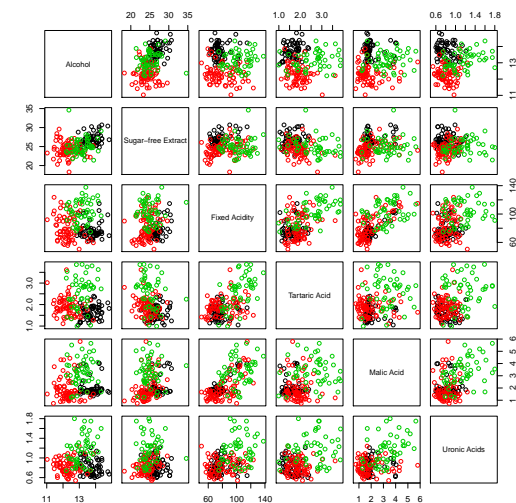 20 25 30 35 1.0 2.0 3.0 0.6 1.0 1.4 1.8
Alcohol
11 13
20 25 30 35
Sugar−free Extract
Fixed Acidity
60 100 140
1.0 2.0 3.0
Tartaric Acid
Malic Acid
1 2 3 4 5 6
0.6 1.0 1.4 1.8
Uronic Acids
11 13 60 100 140 1 2 3 4 5 6